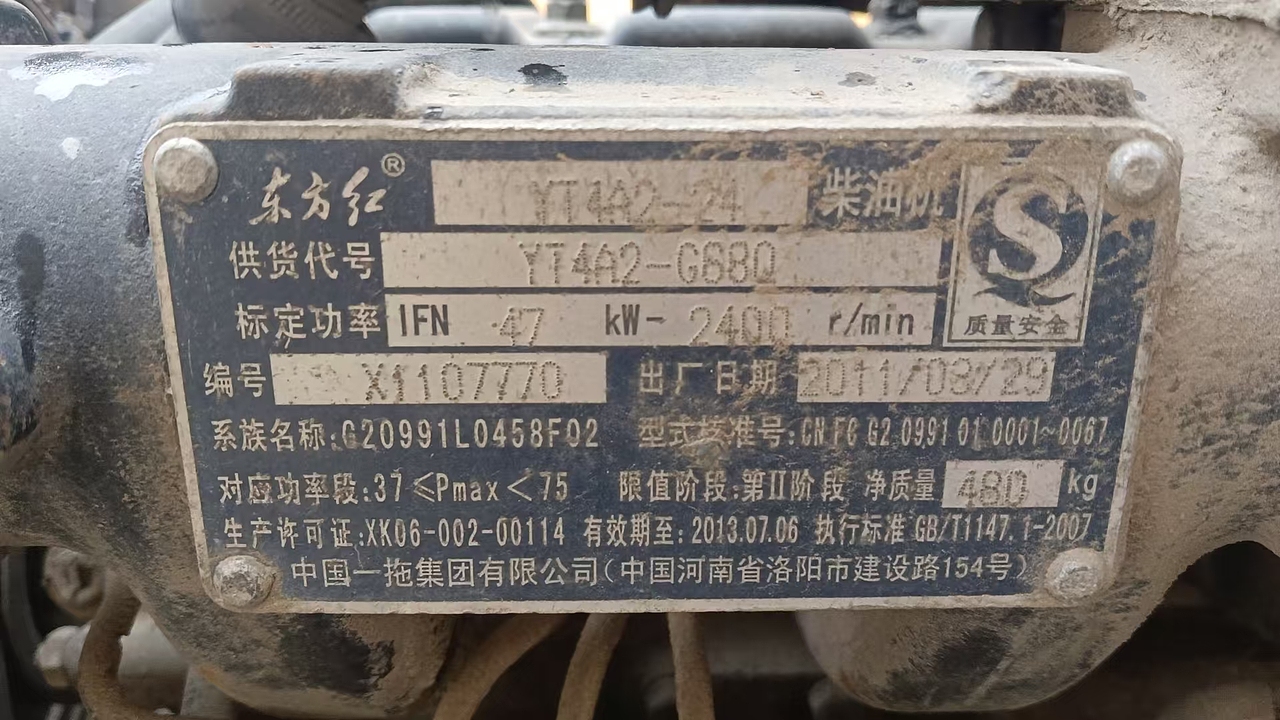 东方红® YT4A2-24 柴油机
供货代号 YT4A2-G68Q
标定功率 IFN 47 kW- 2400 r/min
质量安全
编号 X1107770 出厂日期 2011/08/29
系族名称:G20991L0458F02 型式核准号:CN FC G2 0991 01 0001~0067
对应功率段:37≤Pmax<75 限值阶段:第II阶段 净质量 480 kg
生产许可证:XK06-002-00114 有效期至:2013.07.06 执行标准 GB/T1147.1-2007
中国一拖集团有限公司(中国河南省洛阳市建设路154号)